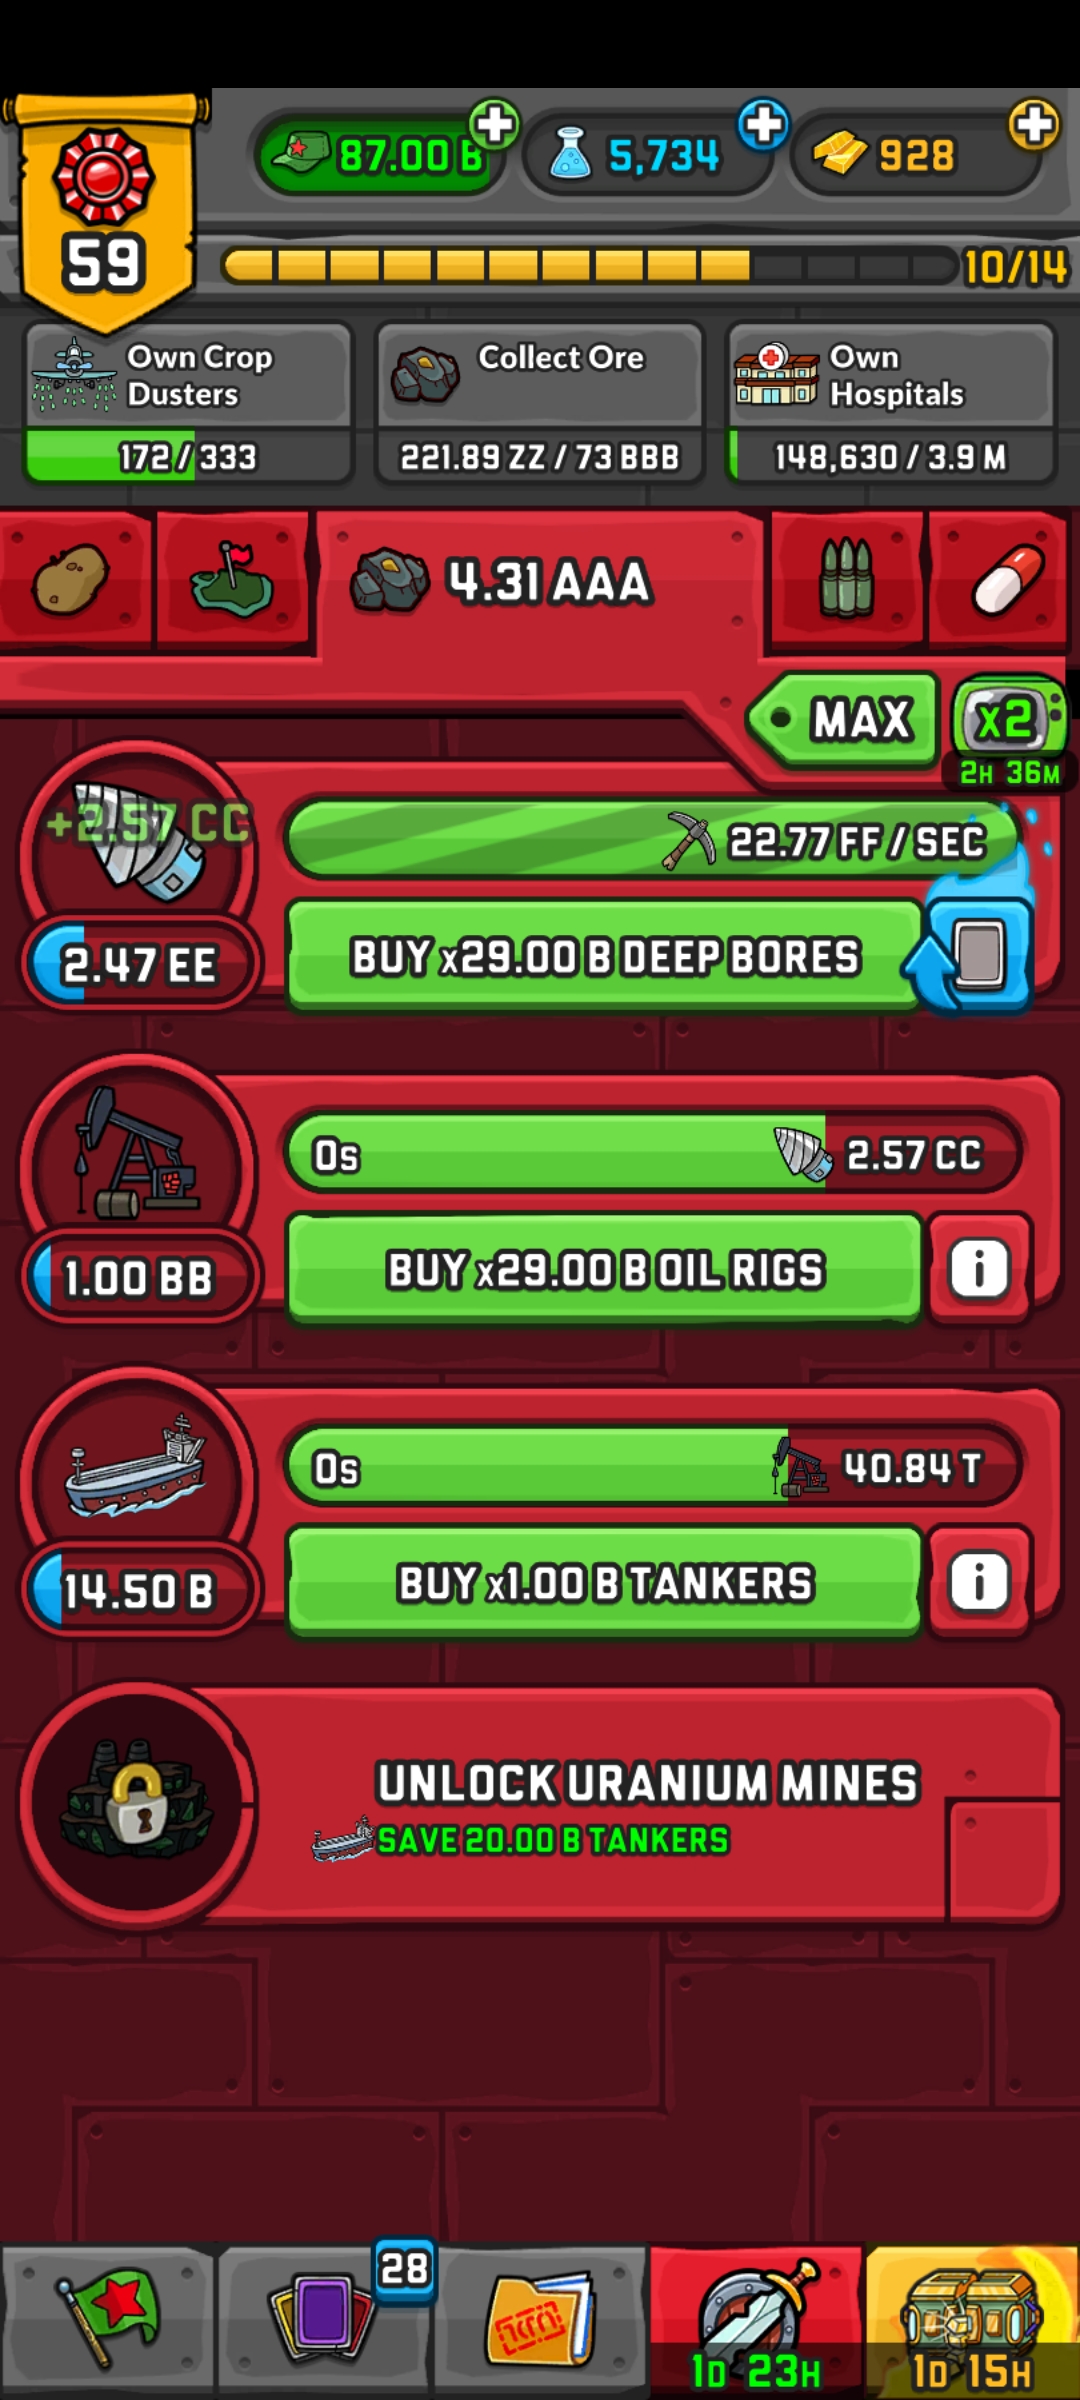 87.00 B
5,734
928
59
10/14
Own Crop
Dusters
172 / 333
Collect Ore
221.89 ZZ / 73 BBB
Own
Hospitals
148,630 / 3.9 M
4.31 AAA
MAX
x2
2H 36M
+2.57 CC
22.77 FF / SEC
2.47 EE
BUY x29.00 B DEEP BORES
0s
2.57 CC
1.00 BB
BUY x29.00 B OIL RIGS
i
0s
40.84 T
14.50 B
BUY x1.00 B TANKERS
i
UNLOCK URANIUM MINES
SAVE 20.00 B TANKERS
28
1D 23H
1D 15H